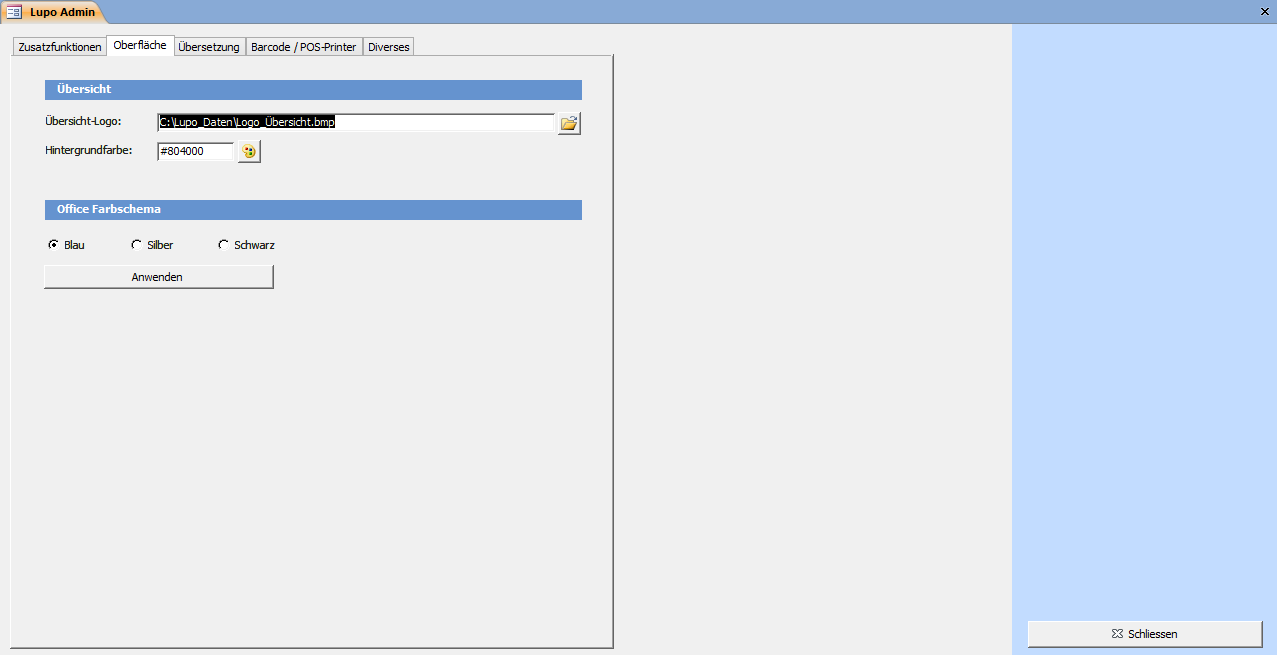 Lupo Admin
Zusatzfunktionen
Oberfläche
Übersetzung
Barcode / POS-Printer
Diverses
Übersicht
Übersicht-Logo: C:\Lupo_Daten\Logo_Übersicht.bmp
Hintergrundfarbe: #804000
Office Farbschema
Blau Silber Schwarz
Anwenden
Schliessen